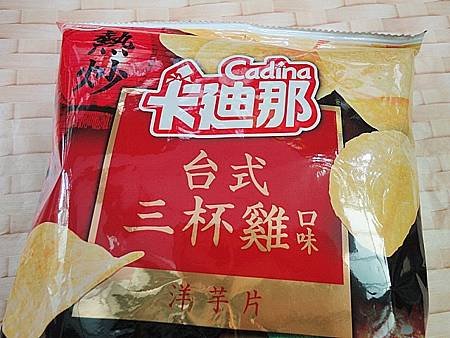 熱炒
Cadina
卡迪那
台式
三杯雞口味
洋芋片